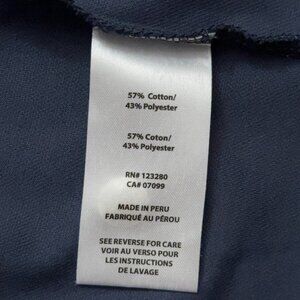 57% Cotton/
43% Polyester
57% Coton/
43% Polyester
RN# 123280
CA# 07099
MADE IN PERU
FABRIQUÉ AU PÉROU
SEE REVERSE FOR CARE
VOIR AU VERSO POUR
LES INSTRUCTIONS
DE LAVAGE